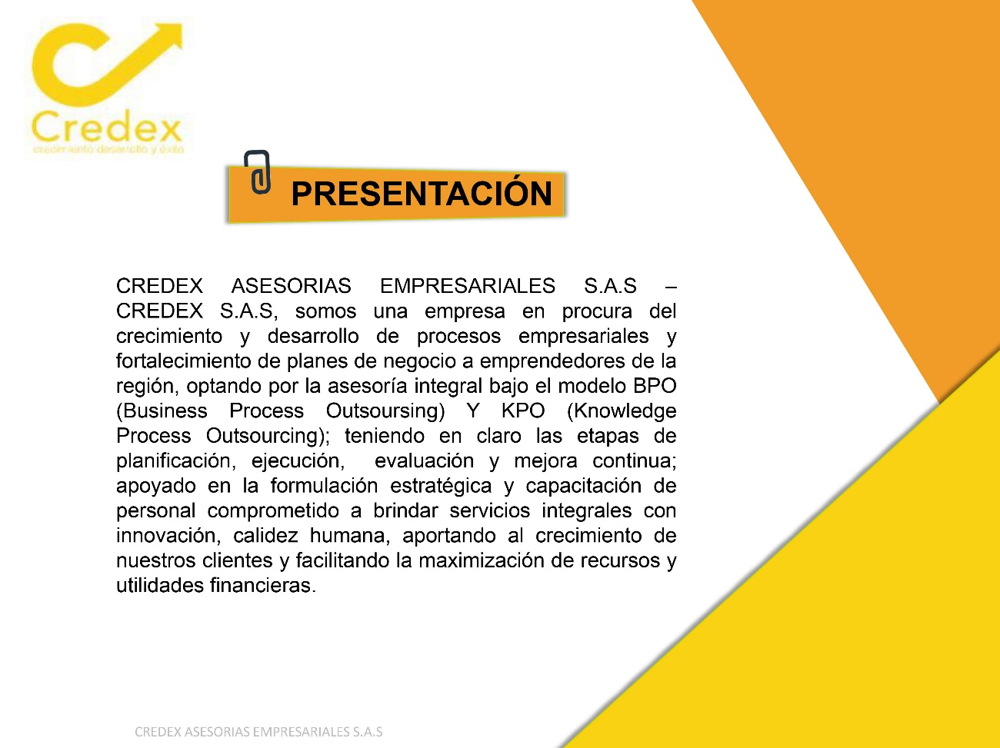 Credex
crecimiento desarrollo y éxito
PRESENTACIÓN
CREDEX ASESORIAS EMPRESARIALES S.A.S –
CREDEX S.A.S, somos una empresa en procura del
crecimiento y desarrollo de procesos empresariales y
fortalecimiento de planes de negocio a emprendedores de la
región, optando por la asesoría integral bajo el modelo BPO
(Business Process Outsoursing) Y KPO (Knowledge
Process Outsourcing); teniendo en claro las etapas de
planificación, ejecución, evaluación y mejora continua;
apoyado en la formulación estratégica y capacitación de
personal comprometido a brindar servicios integrales con
innovación, calidez humana, aportando al crecimiento de
nuestros clientes y facilitando la maximización de recursos y
utilidades financieras.
CREDEX ASESORIAS EMPRESARIALES S.A.S